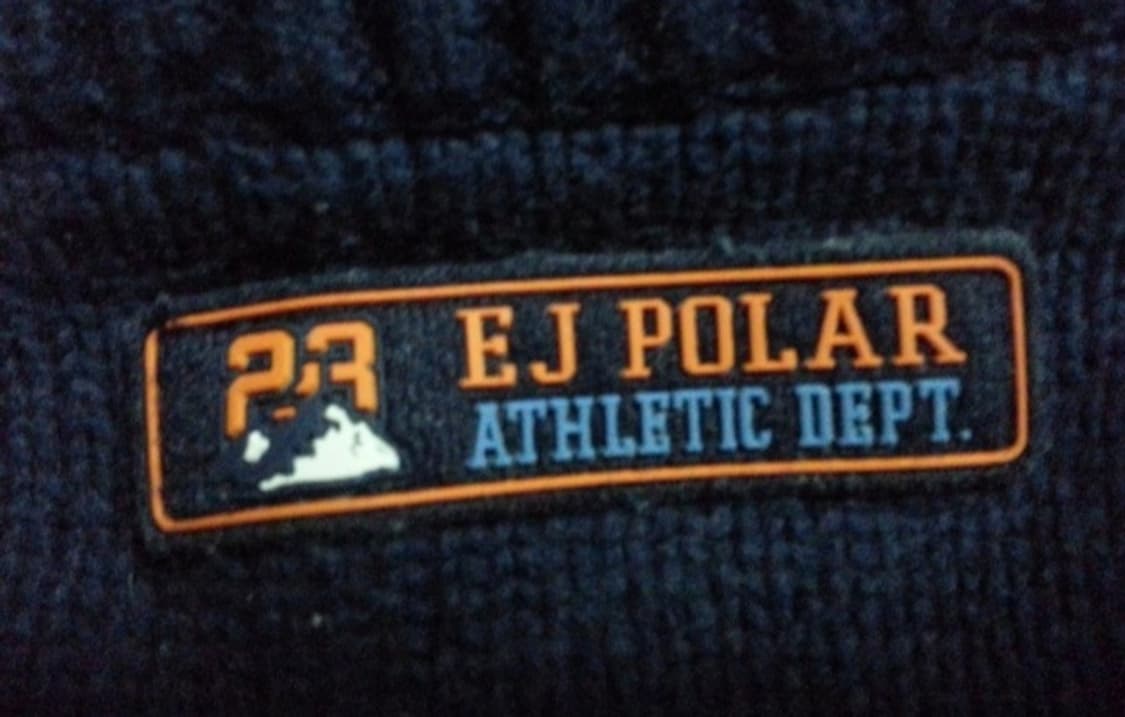 23
EJ POLAR
ATHLETIC DEPT.